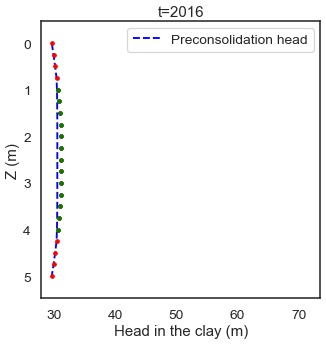 t=2016
Preconsolidation head
0
1
2
3
4
5
Z (m)
30 40 50 60 70
Head in the clay (m)